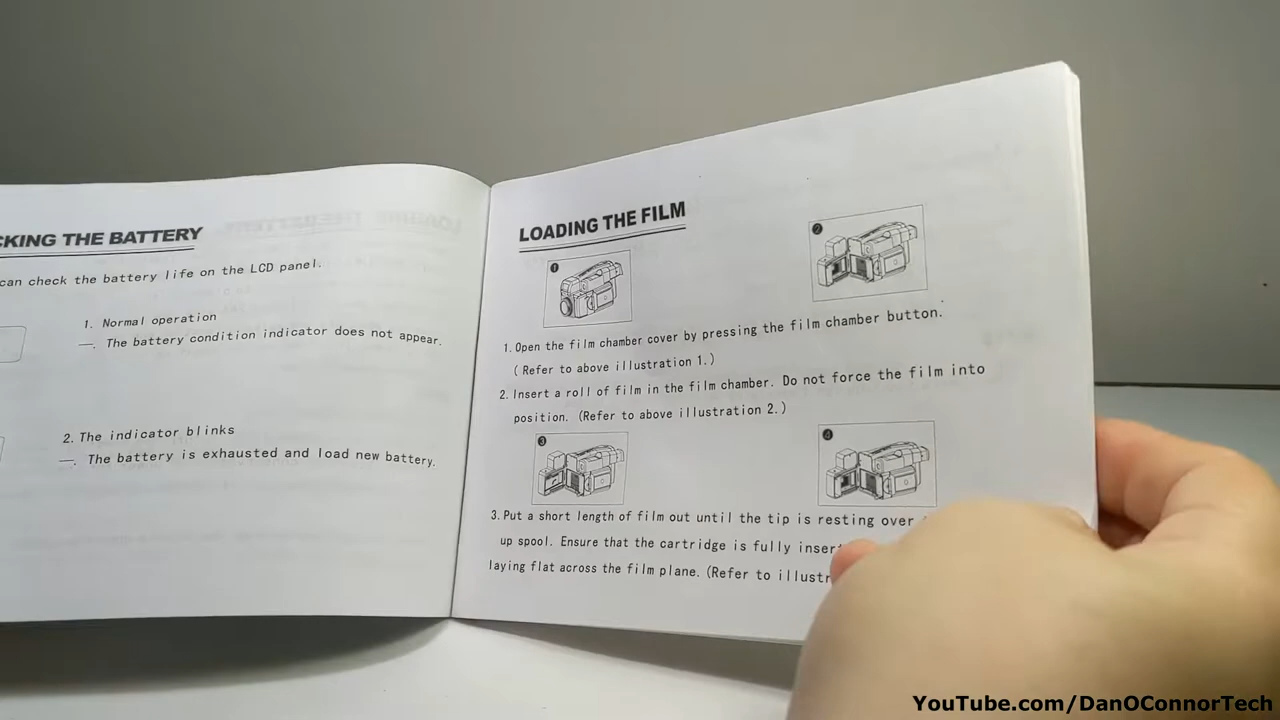 CKING THE BATTERY
can check the battery life on the LCD panel.
1. Normal operation
—. The battery condition indicator does not appear.
2. The indicator blinks
—. The battery is exhausted and load new battery.
LOADING THE FILM
1
2
1. Open the film chamber cover by pressing the film chamber button.
( Refer to above illustration 1.)
2. Insert a roll of film in the film chamber. Do not force the film into
position. (Refer to above illustration 2.)
3
4
3. Put a short length of film out until the tip is resting over
up spool. Ensure that the cartridge is fully inser
laying flat across the film plane. (Refer to illustr
YouTube.com/DanOConnorTech